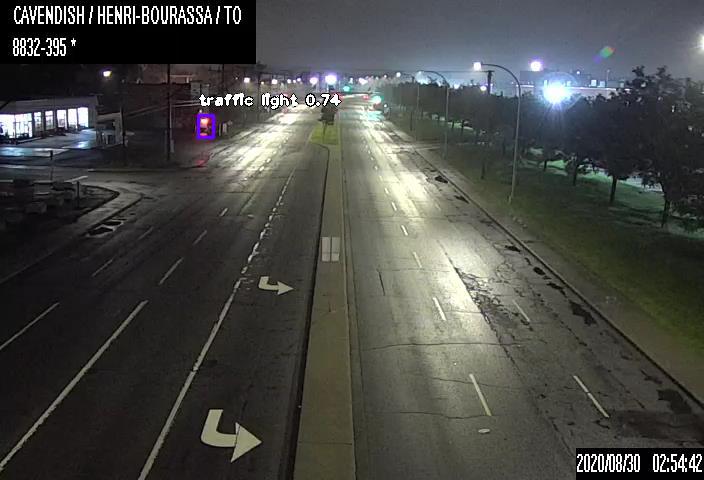 CAVENDISH / HENRI-BOURASSA / TO
8832-395 *
traffic light 0.74
2020/08/30 02:54:42